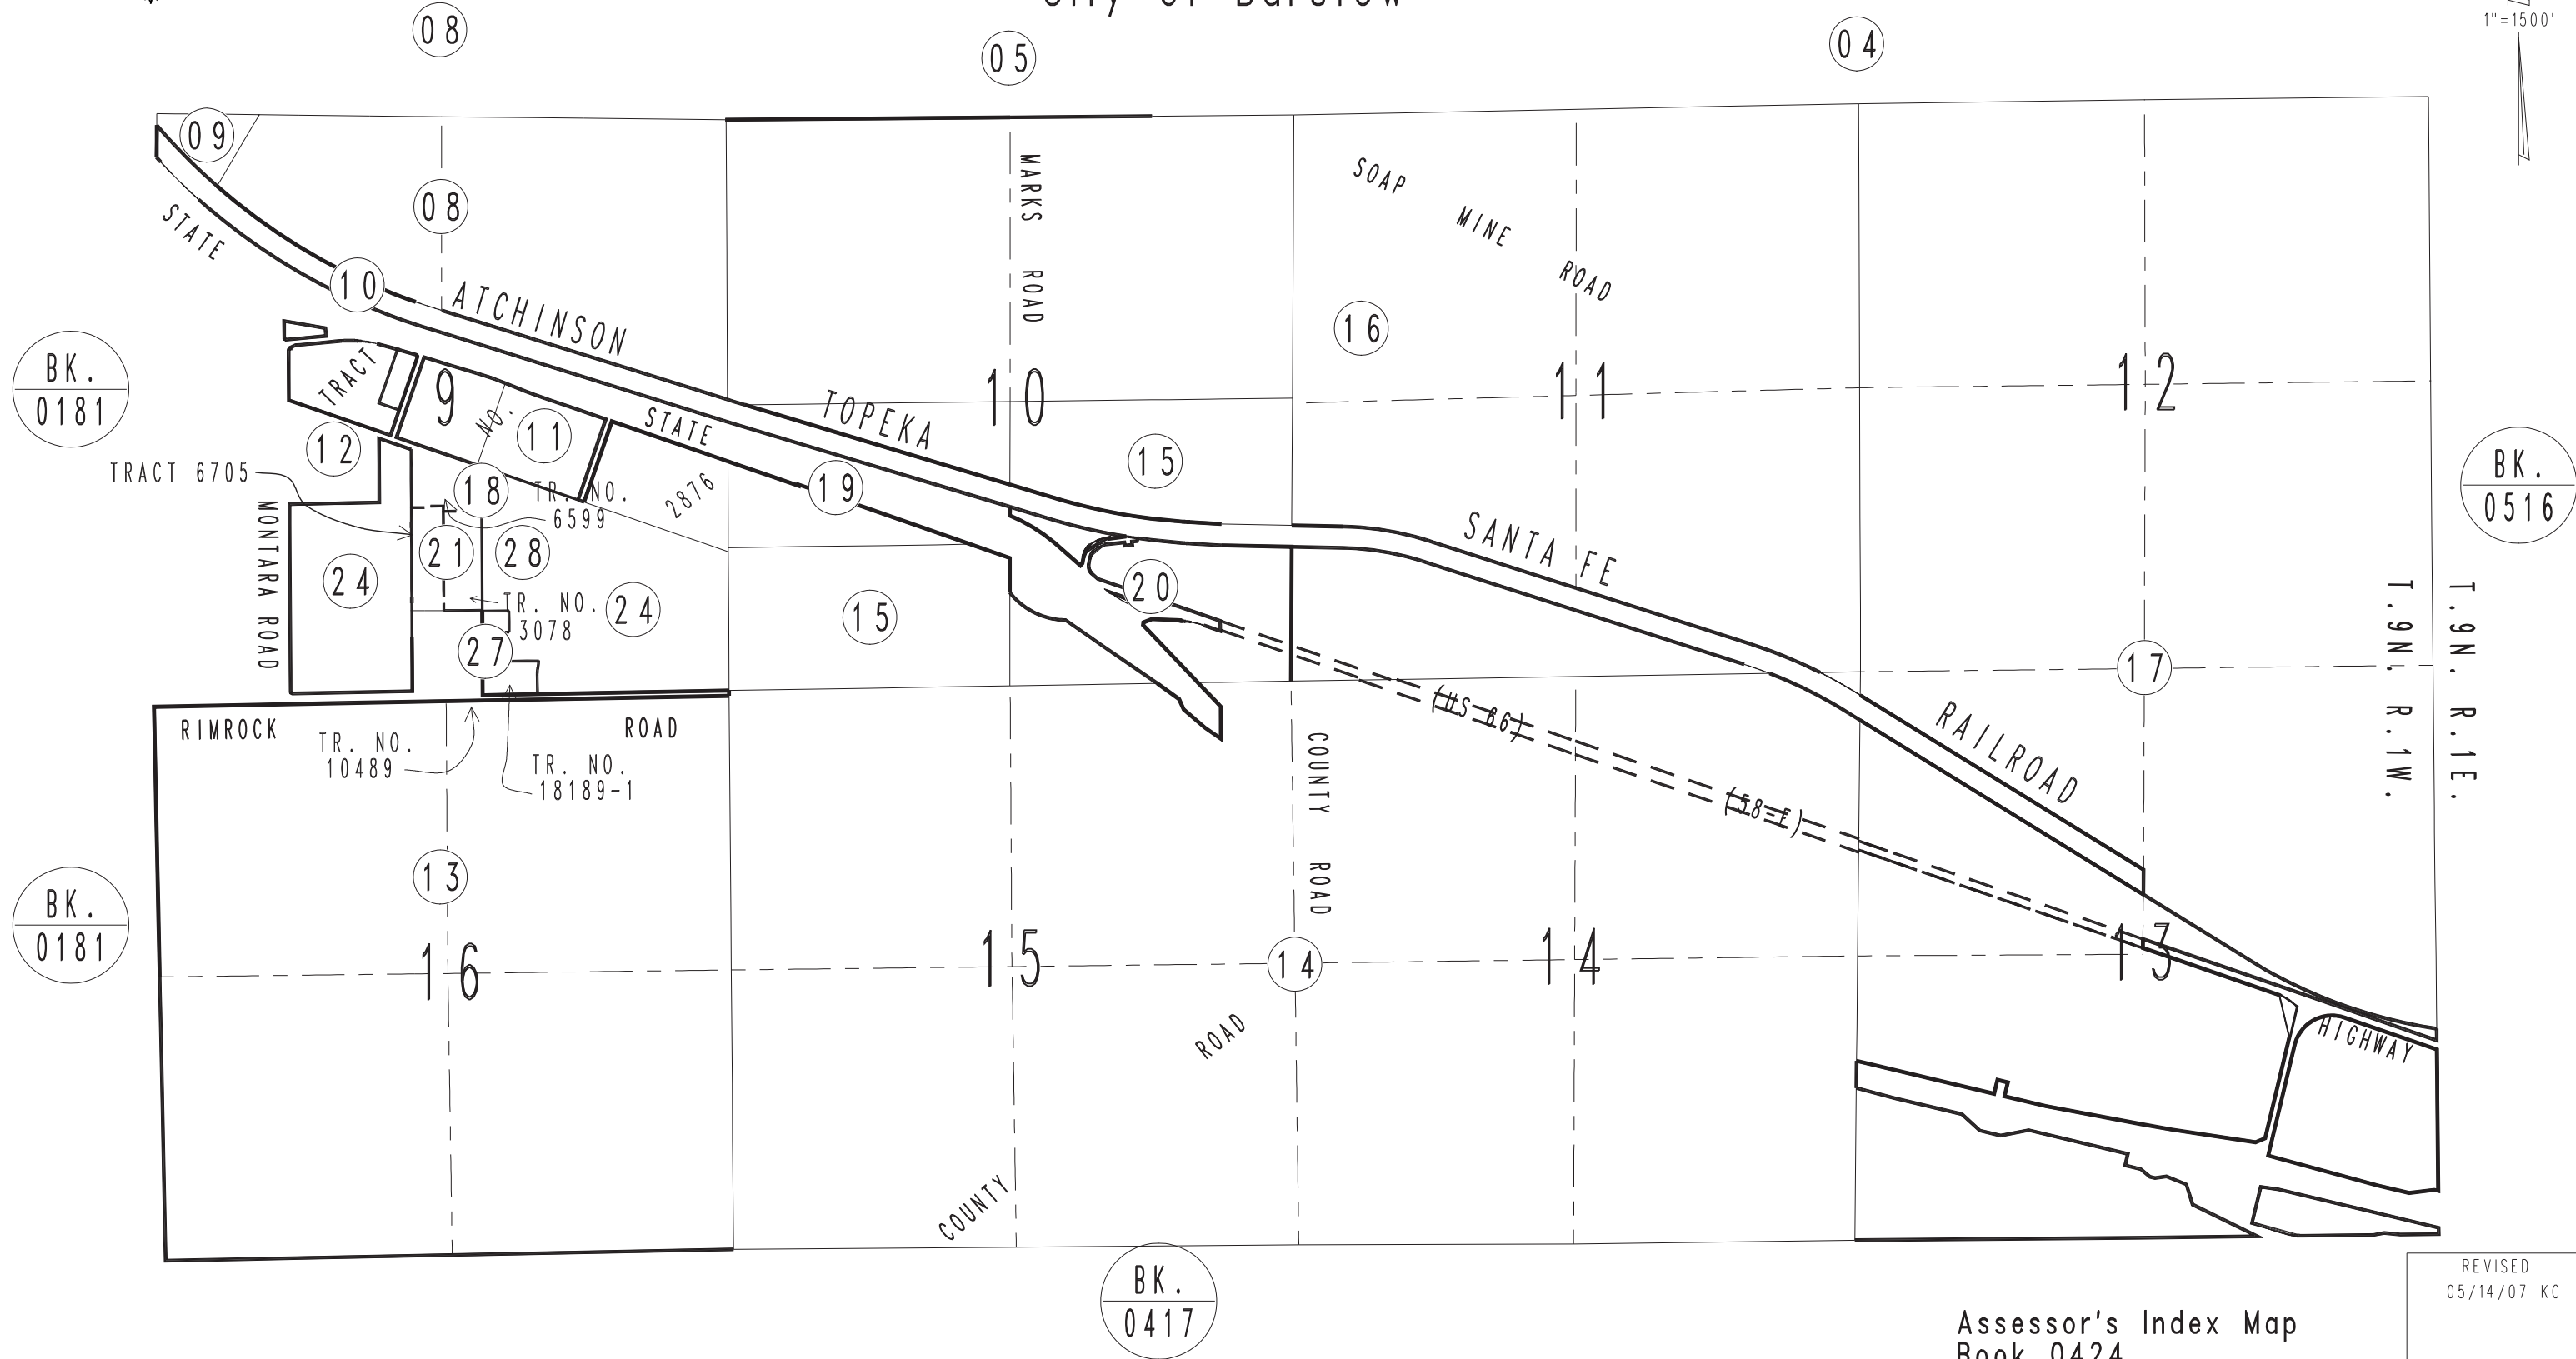 City of Barstow
1"=1500'
08
05
04
09
08
MARKS ROAD
SOAP MINE ROAD
STATE
10
ATCHINSON
TOPEKA
SANTA FE
RAILROAD
16
BK.
0181
TRACT
NO.
2876
9
11
10
11
12
STATE
12
18
19
15
BK.
0516
TRACT 6705
TR. NO.
6599
MONTARA ROAD
24
21
28
24
15
20
TR. NO.
3078
27
17
T.9N. R.1W.
T.9N. R.1E.
RIMROCK ROAD
TR. NO.
10489
TR. NO.
18189-1
(US 66)
(58-E)
COUNTY ROAD
13
BK.
0181
16
15
14
14
13
HIGHWAY
COUNTY ROAD
BK.
0417
REVISED
05/14/07 KC
Assessor's Index Map
Book 0424